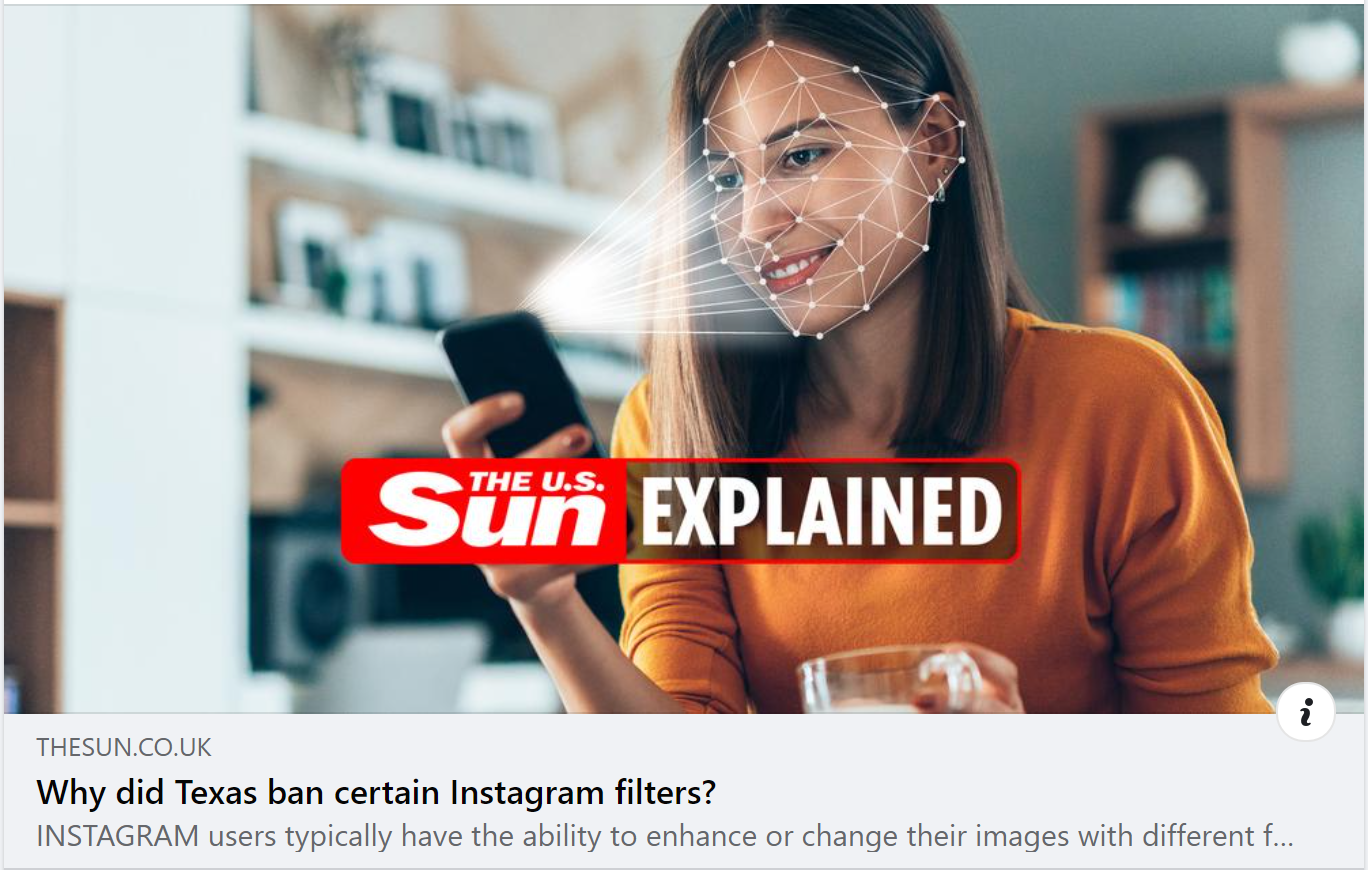 THE U.S.
Sun EXPLAINED
i
THESUN.CO.UK
Why did Texas ban certain Instagram filters?
INSTAGRAM users typically have the ability to enhance or change their images with different f...